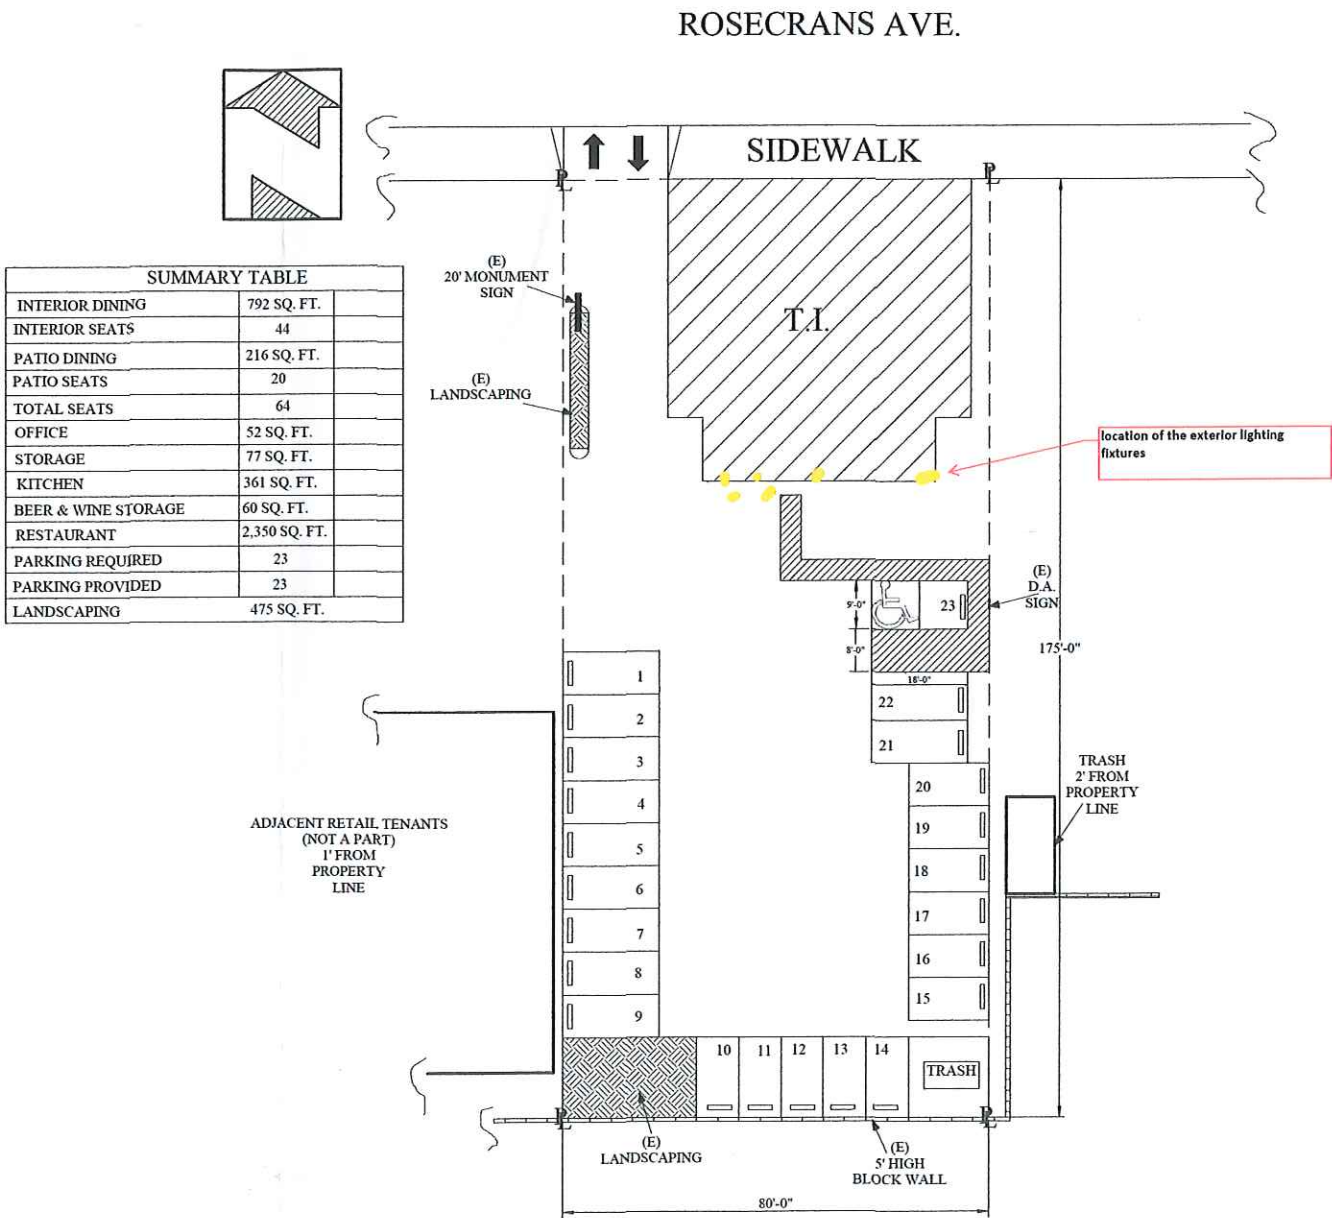 ROSECRANS AVE.
SIDEWALK
PL
PL
SUMMARY TABLE
INTERIOR DINING 792 SQ. FT.
INTERIOR SEATS 44
PATIO DINING 216 SQ. FT.
PATIO SEATS 20
TOTAL SEATS 64
OFFICE 52 SQ. FT.
STORAGE 77 SQ. FT.
KITCHEN 361 SQ. FT.
BEER & WINE STORAGE 60 SQ. FT.
RESTAURANT 2,350 SQ. FT.
PARKING REQUIRED 23
PARKING PROVIDED 23
LANDSCAPING 475 SQ. FT.
(E)
20' MONUMENT
SIGN
(E)
LANDSCAPING
T.I.
location of the exterior lighting
fixtures
(E)
D.A.
SIGN
9'-0"
23
8'-0"
18'-0"
175'-0"
22
21
20
19
18
17
16
15
1
2
3
4
5
6
7
8
9
10
11
12
13
14
TRASH
TRASH
2' FROM
PROPERTY
LINE
ADJACENT RETAIL TENANTS
(NOT A PART)
1' FROM
PROPERTY
LINE
PL
PL
(E)
LANDSCAPING
(E)
5' HIGH
BLOCK WALL
80'-0"